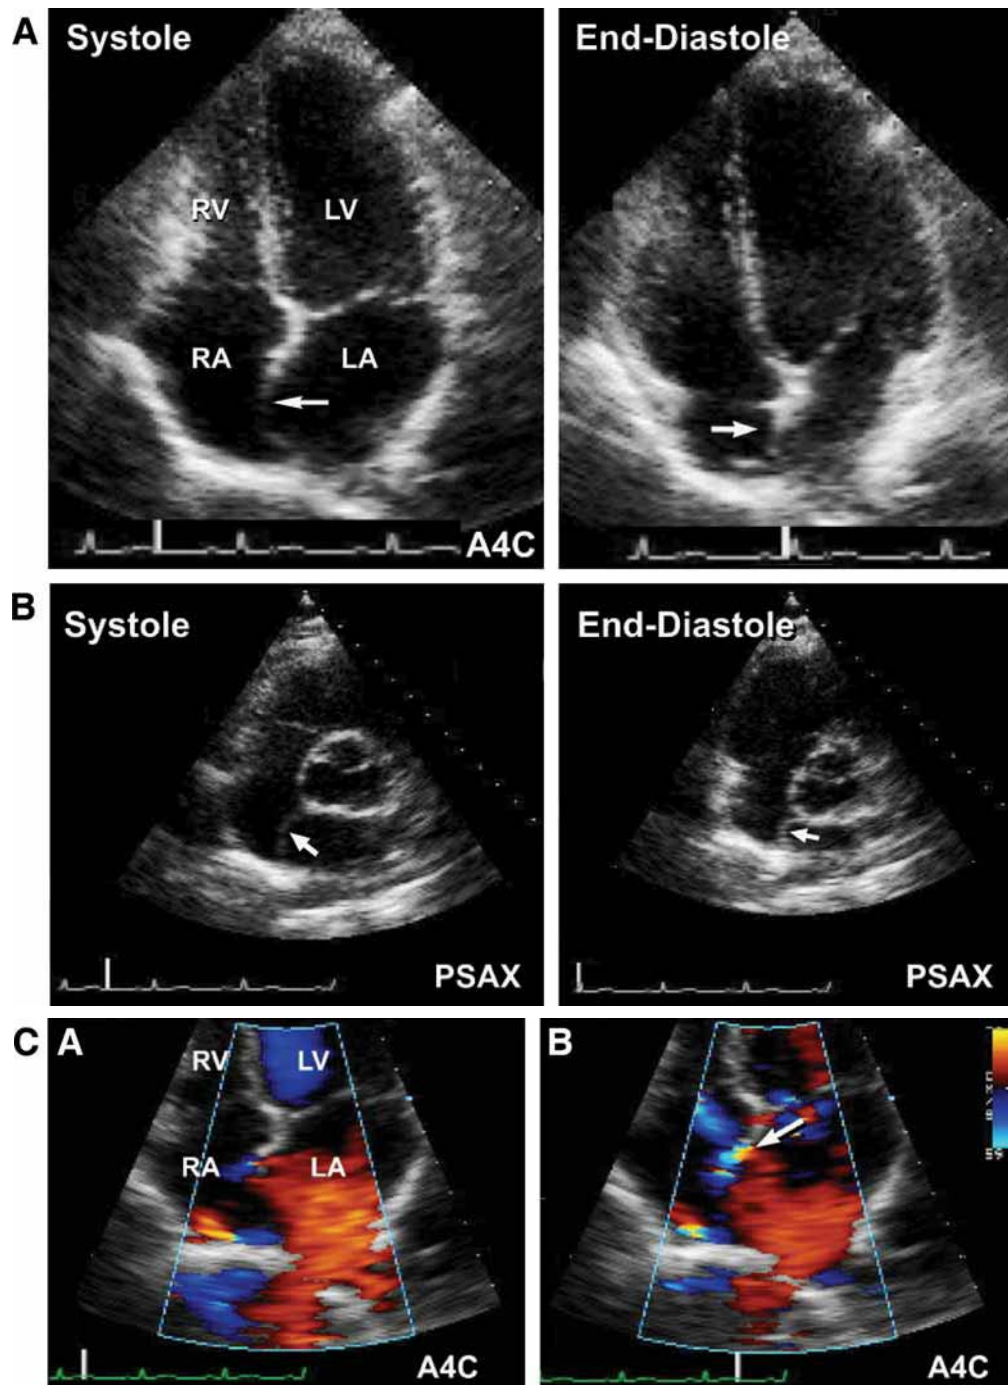 A
Systole
End-Diastole
RV
LV
RA
LA
A4C
B
Systole
End-Diastole
PSAX
PSAX
C
A
B
RV
LV
RA
LA
A4C
A4C